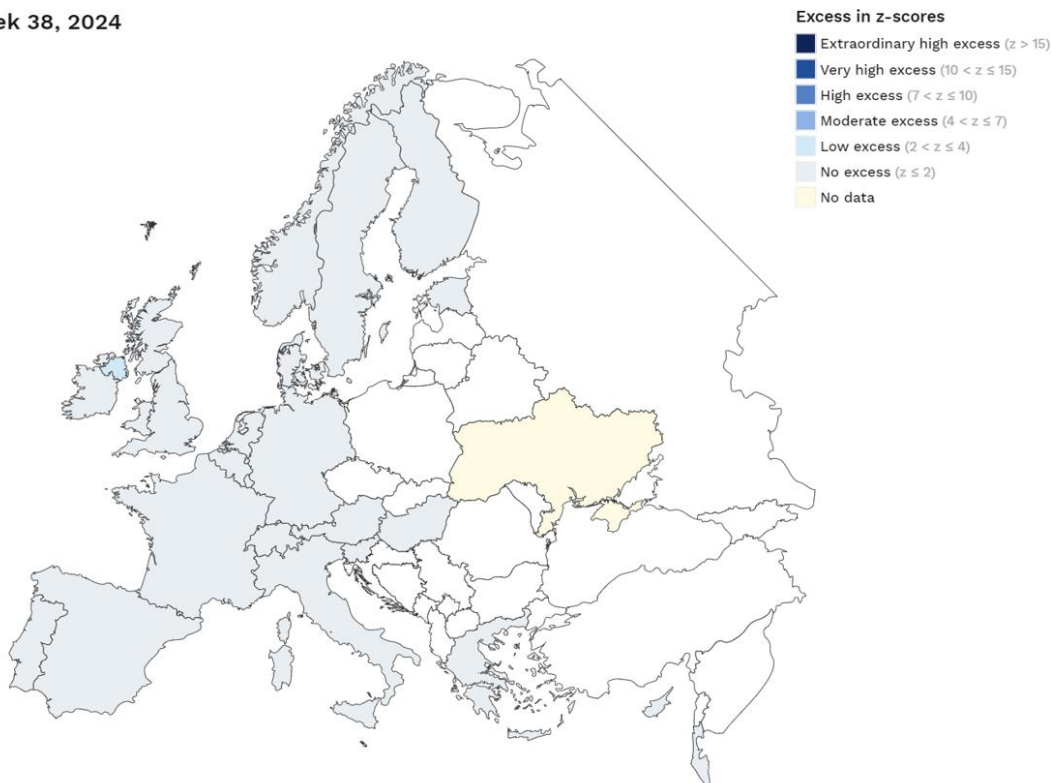 ek 38, 2024
Excess in z-scores
Extraordinary high excess (z > 15)
Very high excess (10 < z ≤ 15)
High excess (7 < z ≤ 10)
Moderate excess (4 < z ≤ 7)
Low excess (2 < z ≤ 4)
No excess (z ≤ 2)
No data